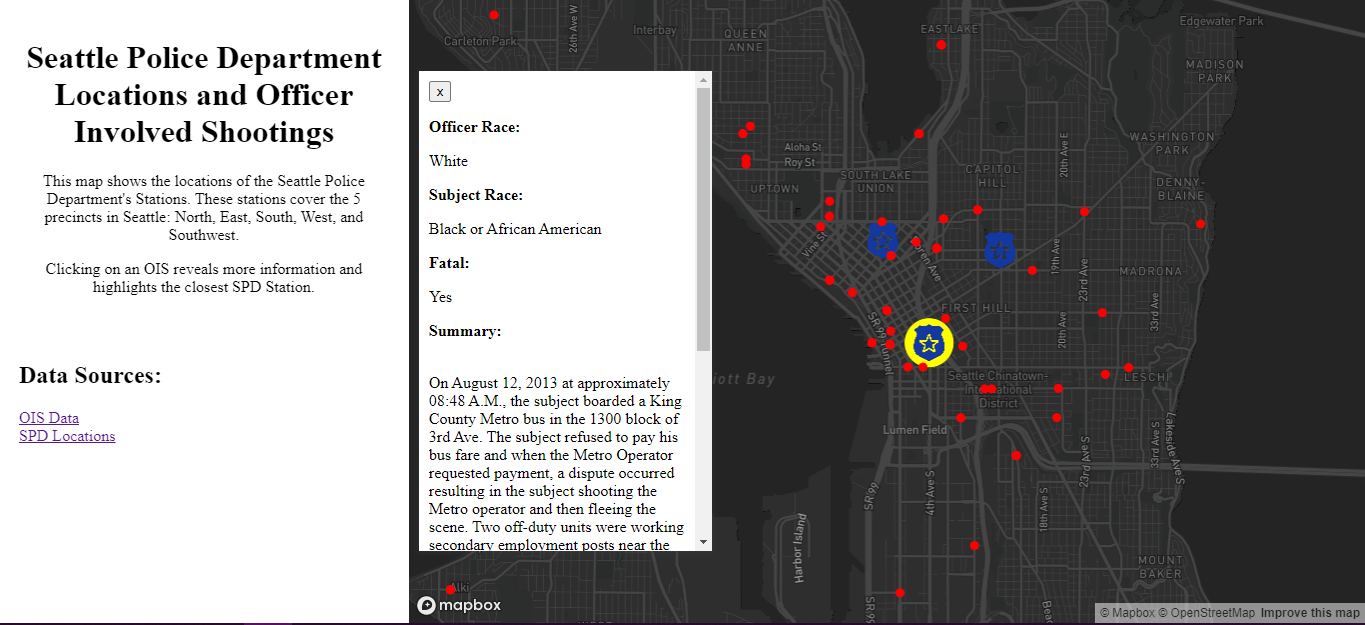 Seattle Police Department
Locations and Officer
Involved Shootings
This map shows the locations of the Seattle Police
Department's Stations. These stations cover the 5
precincts in Seattle: North, East, South, West, and
Southwest.
Clicking on an OIS reveals more information and
highlights the closest SPD Station.
Data Sources:
OIS Data
SPD Locations
x
Officer Race:
White
Subject Race:
Black or African American
Fatal:
Yes
Summary:
On August 12, 2013 at approximately
08:48 A.M., the subject boarded a King
County Metro bus in the 1300 block of
3rd Ave. The subject refused to pay his
bus fare and when the Metro Operator
requested payment, a dispute occurred
resulting in the subject shooting the
Metro operator and then fleeing the
scene. Two off-duty units were working
secondary employment posts near the
Carleton Park
26th Ave W
Interbay
QUEEN
ANNE
EASTLAKE
Edgewater Park
MADISON
PARK
WASHINGTON
PARK
Aloha St
Roy St
20th Ave E
UPTOWN
SOUTH LAKE
UNION
CAPITOL
HILL
DENNY-
BLAINE
Vine St
Boren Ave
19th Ave
23rd Ave
MADRONA
FIRST HILL
33rd Ave
20th Ave
SR 99 Tunnel
iott Bay
Seattle Chinatown-
International
District
LESCHI
Lumen Field
Lakeside Ave S
33rd Ave S
23rd Ave S
SR 99
4th Ave S
18th Ave S
Harbor Island
MOUNT
BAKER
Alki
SR 99
Beac
mapbox
© Mapbox © OpenStreetMap Improve this map